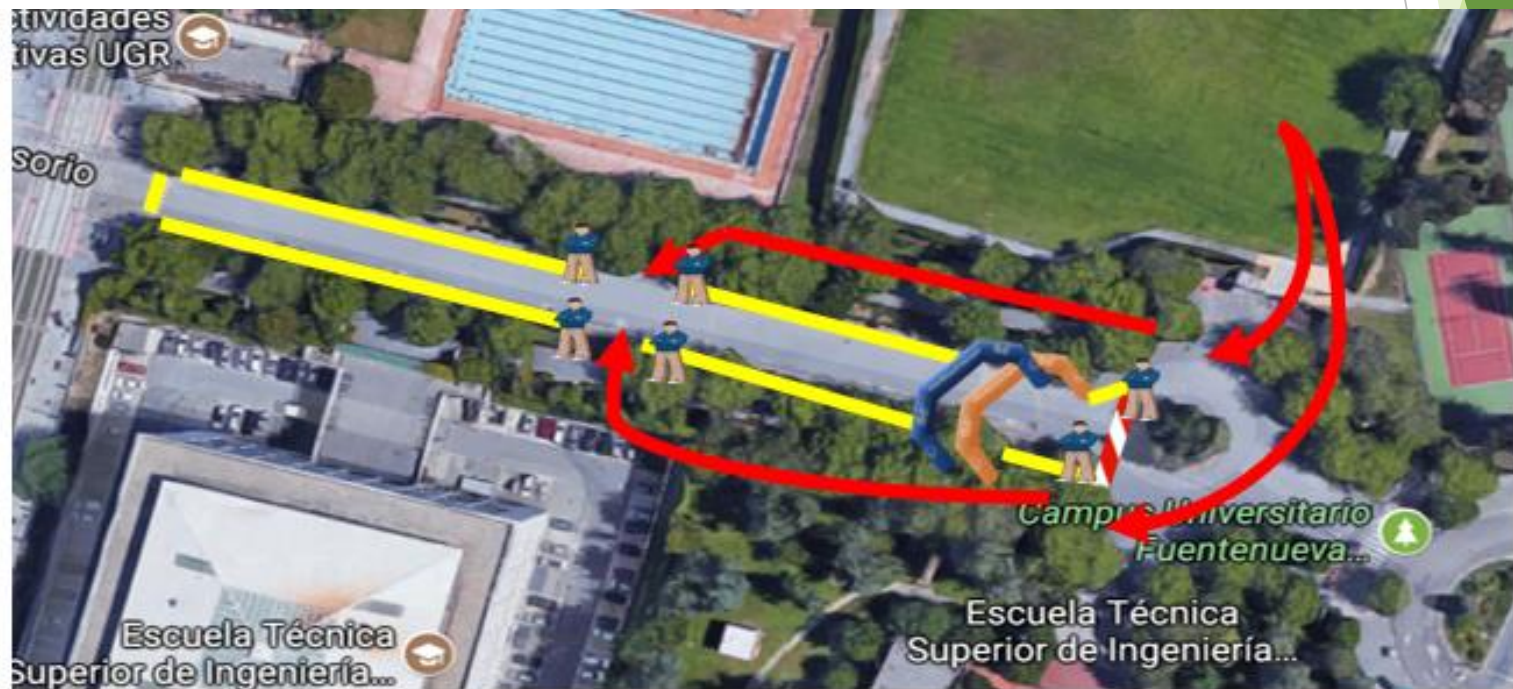 ctividades
tivas UGR
sorio
Campus Universitario
Fuentenueva...
Escuela Técnica
Superior de Ingeniería...
Escuela Técnica
Superior de Ingeniería...